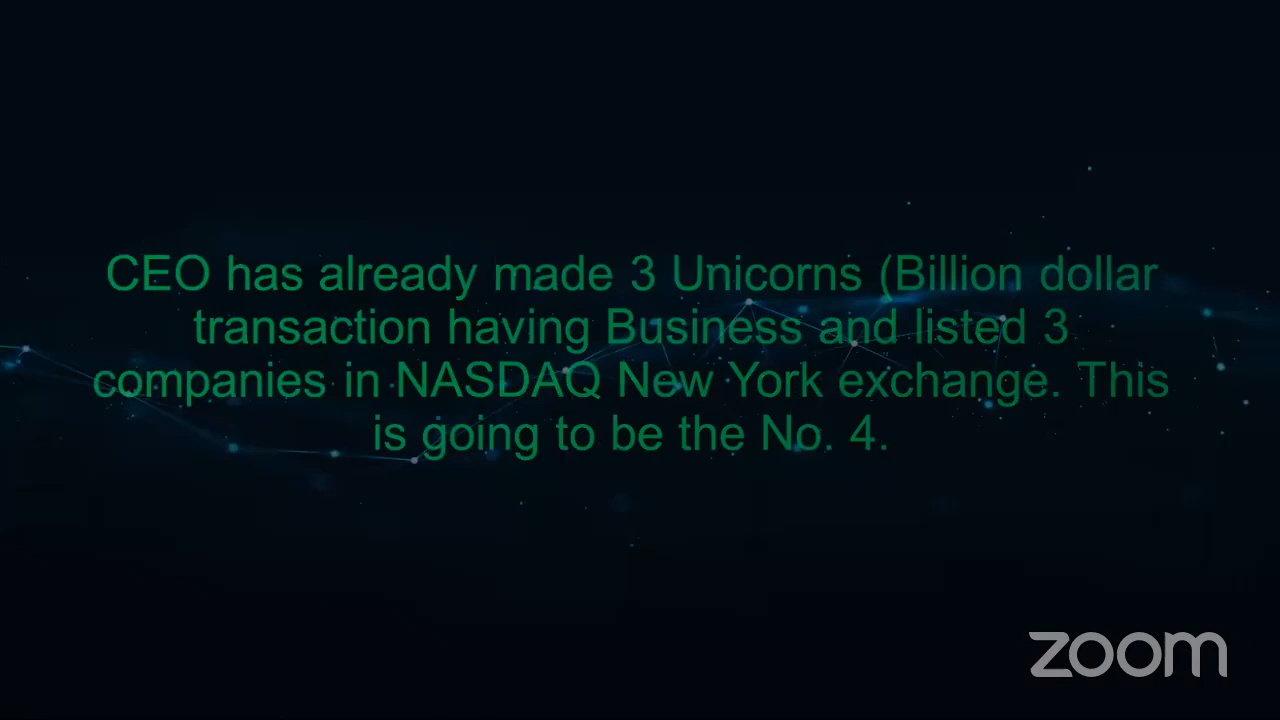 CEO has already made 3 Unicorns (Billion dollar
transaction having Business and listed 3
companies in NASDAQ New York exchange. This
is going to be the No. 4.
zoom